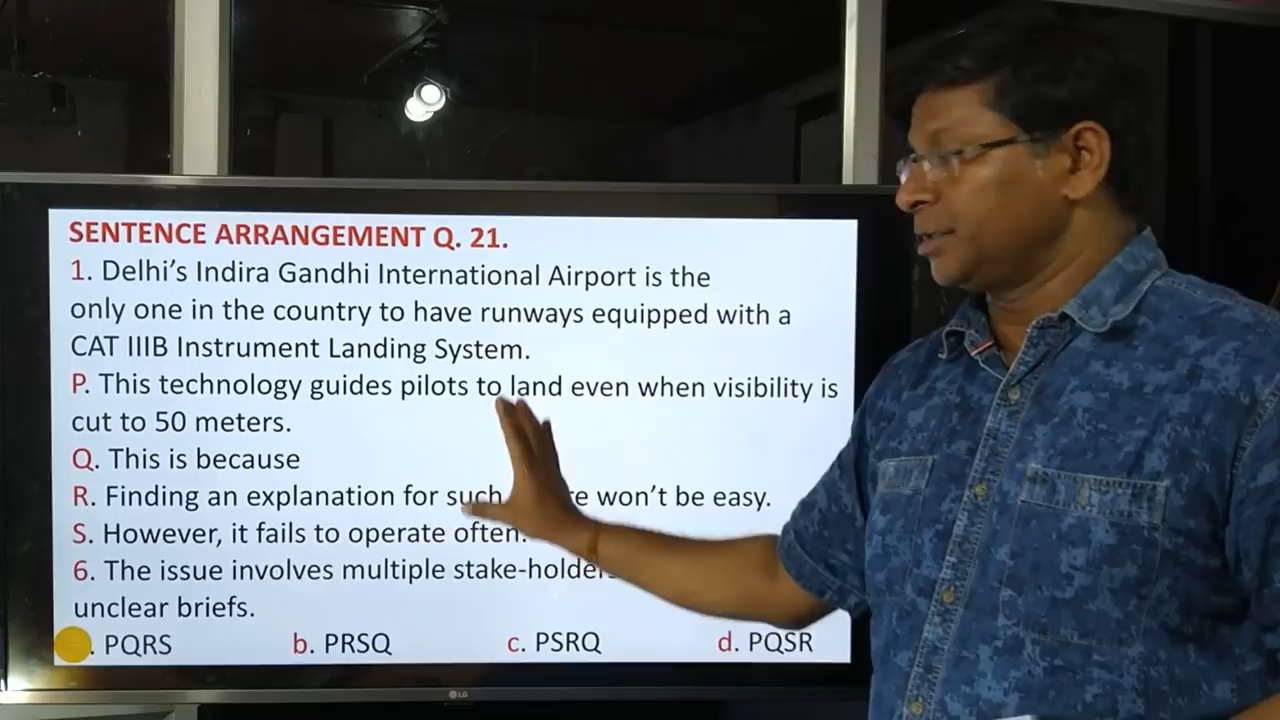 SENTENCE ARRANGEMENT Q. 21.
1. Delhi's Indira Gandhi International Airport is the
only one in the country to have runways equipped with a
CAT IIIB Instrument Landing System.
P. This technology guides pilots to land even when visibility is
cut to 50 meters.
Q. This is because
R. Finding an explanation for such won't be easy.
S. However, it fails to operate often.
6. The issue involves multiple
unclear briefs.
. PQRS b. PRSQ c. PSRQ d. PQSR
LG